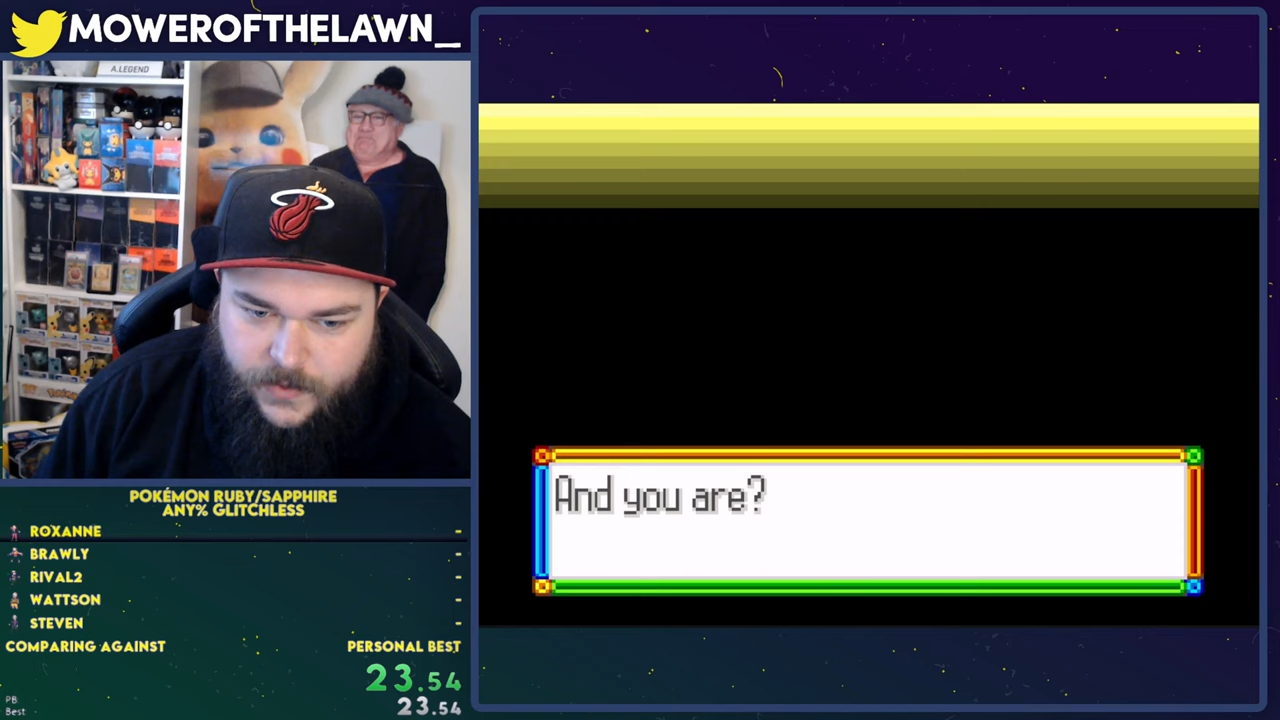 MOWEROFTHELAWN_
A.LEGEND
And you are?
POKÉMON RUBY/SAPPHIRE
ANY% GLITCHLESS
ROXANNE -
BRAWLY -
RIVAL2 -
WATTSON -
STEVEN -
COMPARING AGAINST PERSONAL BEST
23.54
PB
Best 23.54